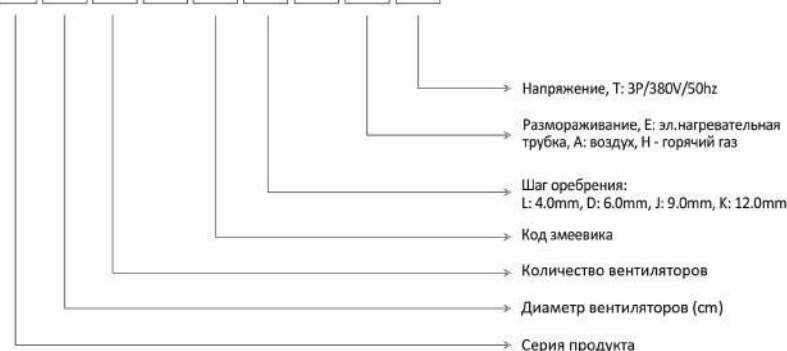 Напряжение, T: 3P/380V/50hz
Размораживание, E: эл.нагревательная
трубка, A: воздух, H - горячий газ
Шаг оребрения:
L: 4.0mm, D: 6.0mm, J: 9.0mm, K: 12.0mm
Код змеевика
Количество вентиляторов
Диаметр вентиляторов (cm)
Серия продукта